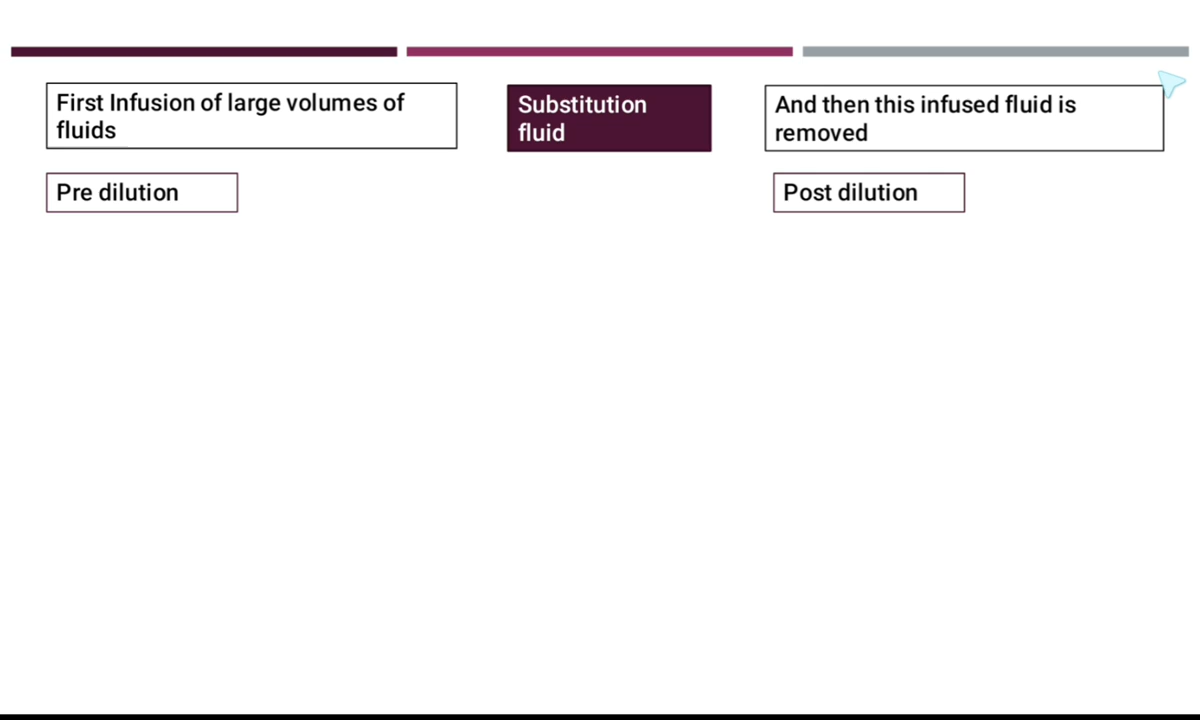 First Infusion of large volumes of
fluids
Substitution
fluid
And then this infused fluid is
removed
Pre dilution
Post dilution